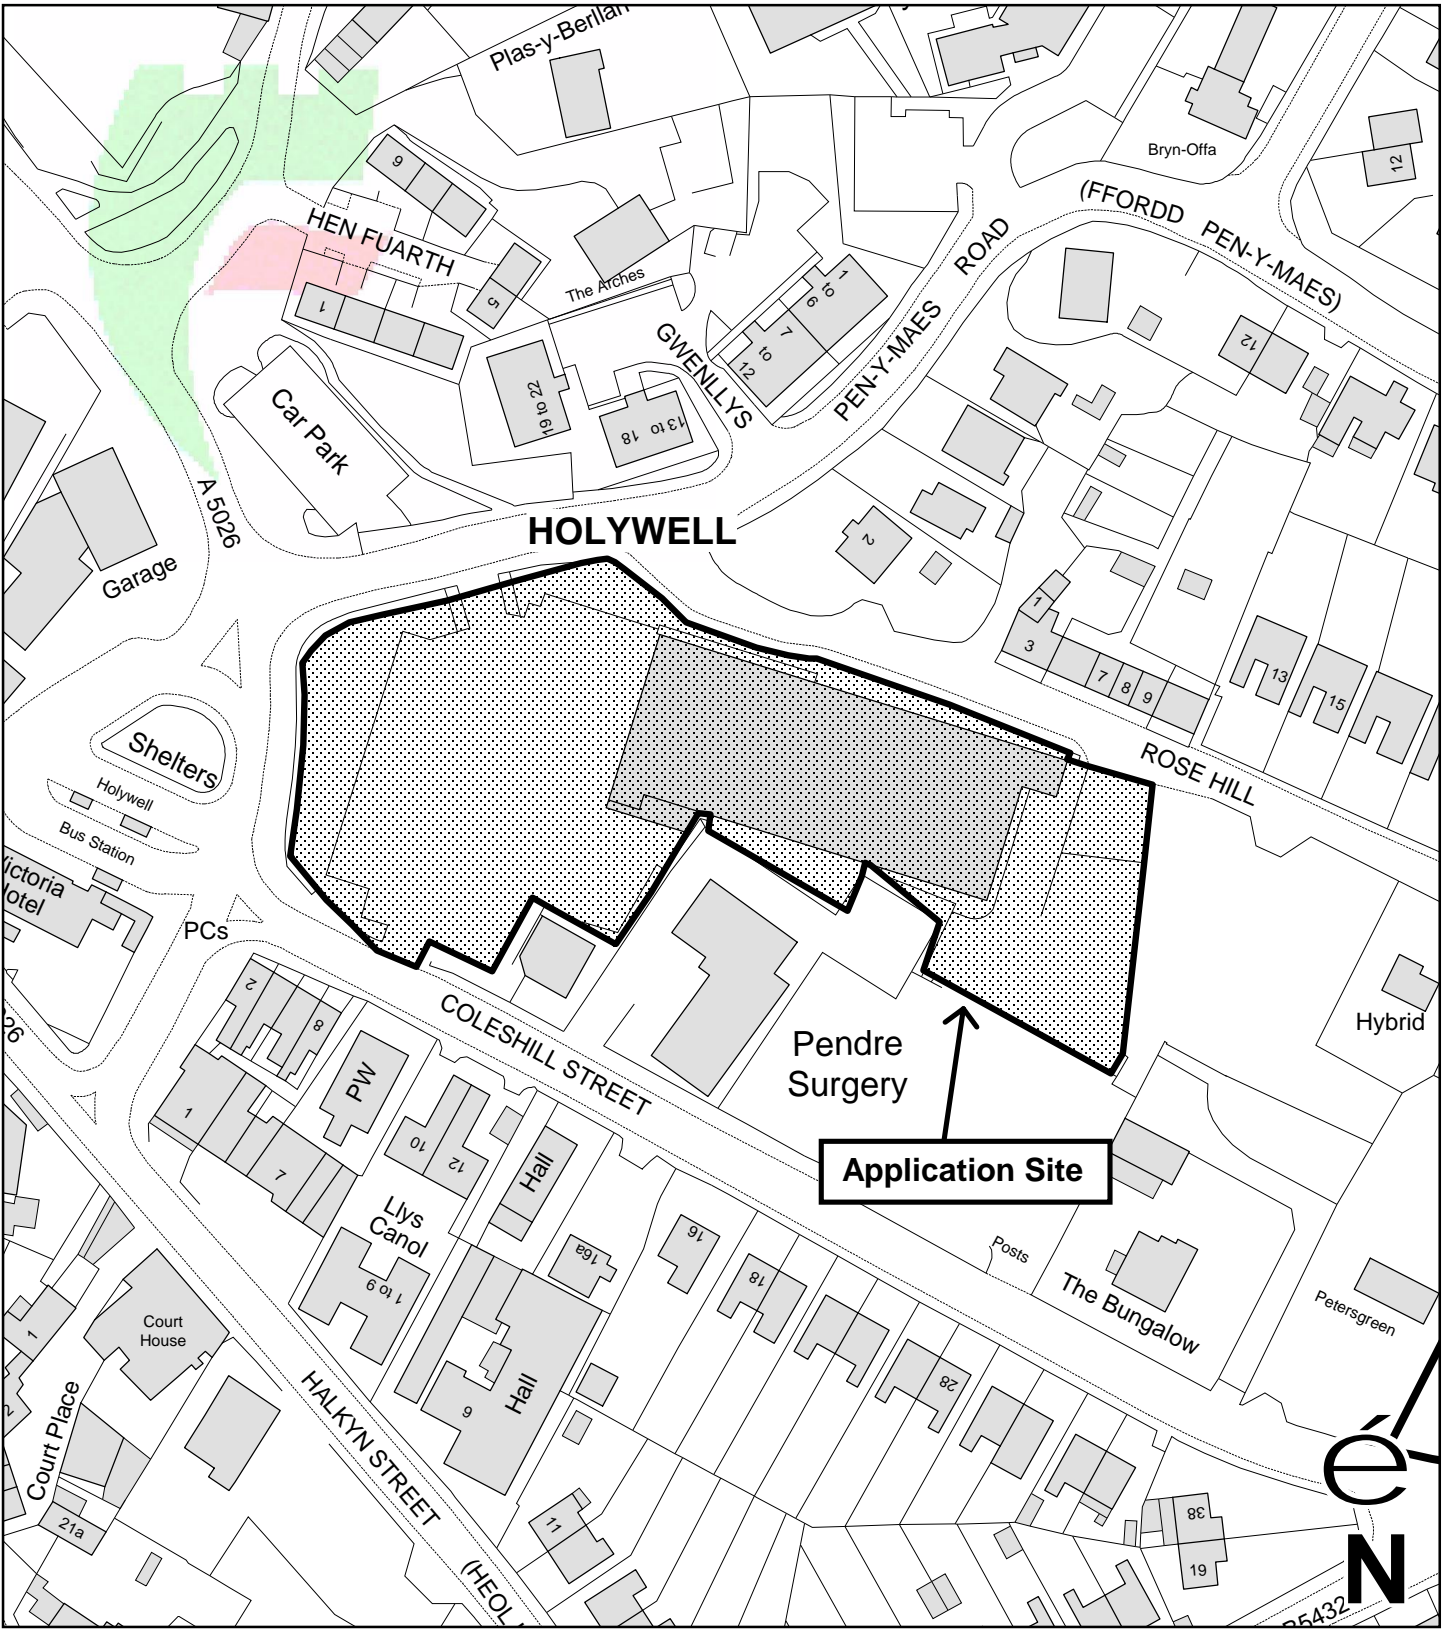 Plas-y-Berllan
Bryn-Offa
12
9
HEN FUARTH
(FFORDD PEN-Y-MAES)
5
1
The Arches
1
to
6
7
to
12
PEN-Y-MAES ROAD
GWENLLYS
12
19 to 22
13 to 18
Car Park
A 5026
HOLYWELL
2
Garage
1
3
7
8
9
13
15
ROSE HILL
Shelters
Holywell
Bus Station
PCs
2
8
COLESHILL STREET
Hybrid
Pendre
Surgery
PW
1
7
10
12
Hall
Application Site
Llys
Canol
1 to 9
16a
16
18
Posts
The Bungalow
Petersgreen
Court
House
1
2
Court Place
21a
HALKYN STREET
9
Hall
28
11
38
19
é
N
B5432